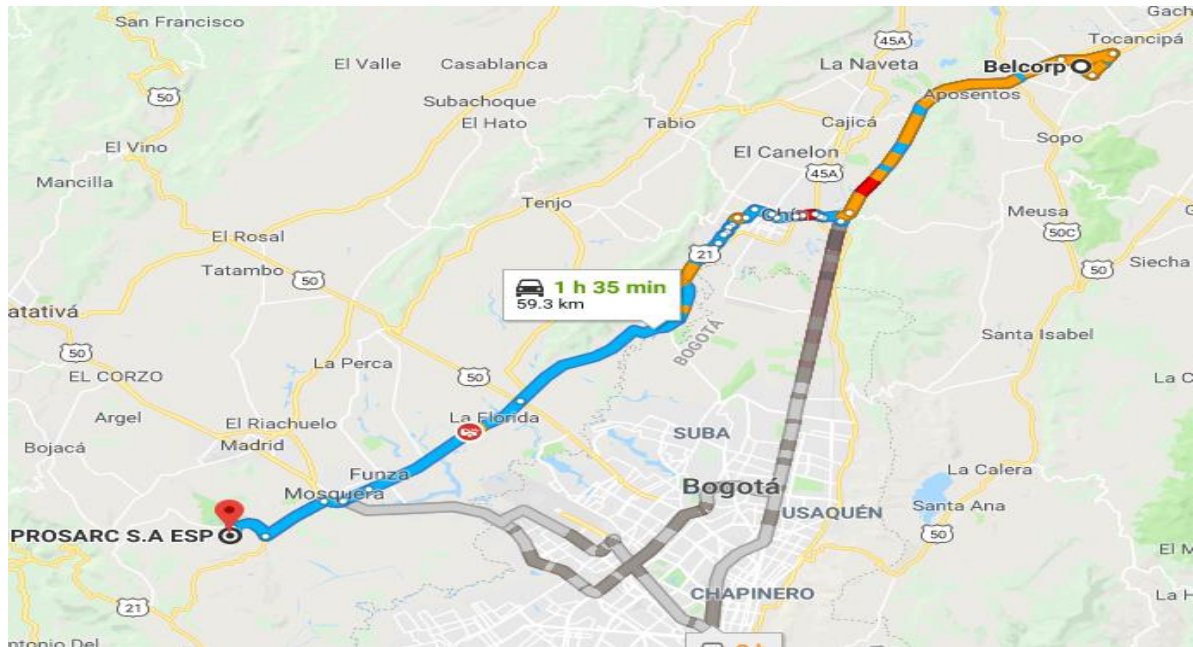 San Francisco
Gach
Tocancipá
45A
El Valle
Casablanca
La Naveta
Belcorp
50
Subachoque
Aposentos
El Hato
Tabio
Cajicá
Sopo
El Vino
El Canelon
45A
Mancilla
Tenjo
Meusa
El Rosal
50C
21
Siecha
Tatambo
50
50
1 h 35 min
59.3 km
atativá
BOGOTÁ
Santa Isabel
50
La Perca
50
EL CORZO
La C
Argel
El Riachuelo
La Florida
SUBA
Bojacá
Madrid
Funza
La Calera
Mosquera
Bogotá
Santa Ana
USAQUÉN
PROSARC S.A ESP
50
El M
CHAPINERO
La H
21
ntonio Del